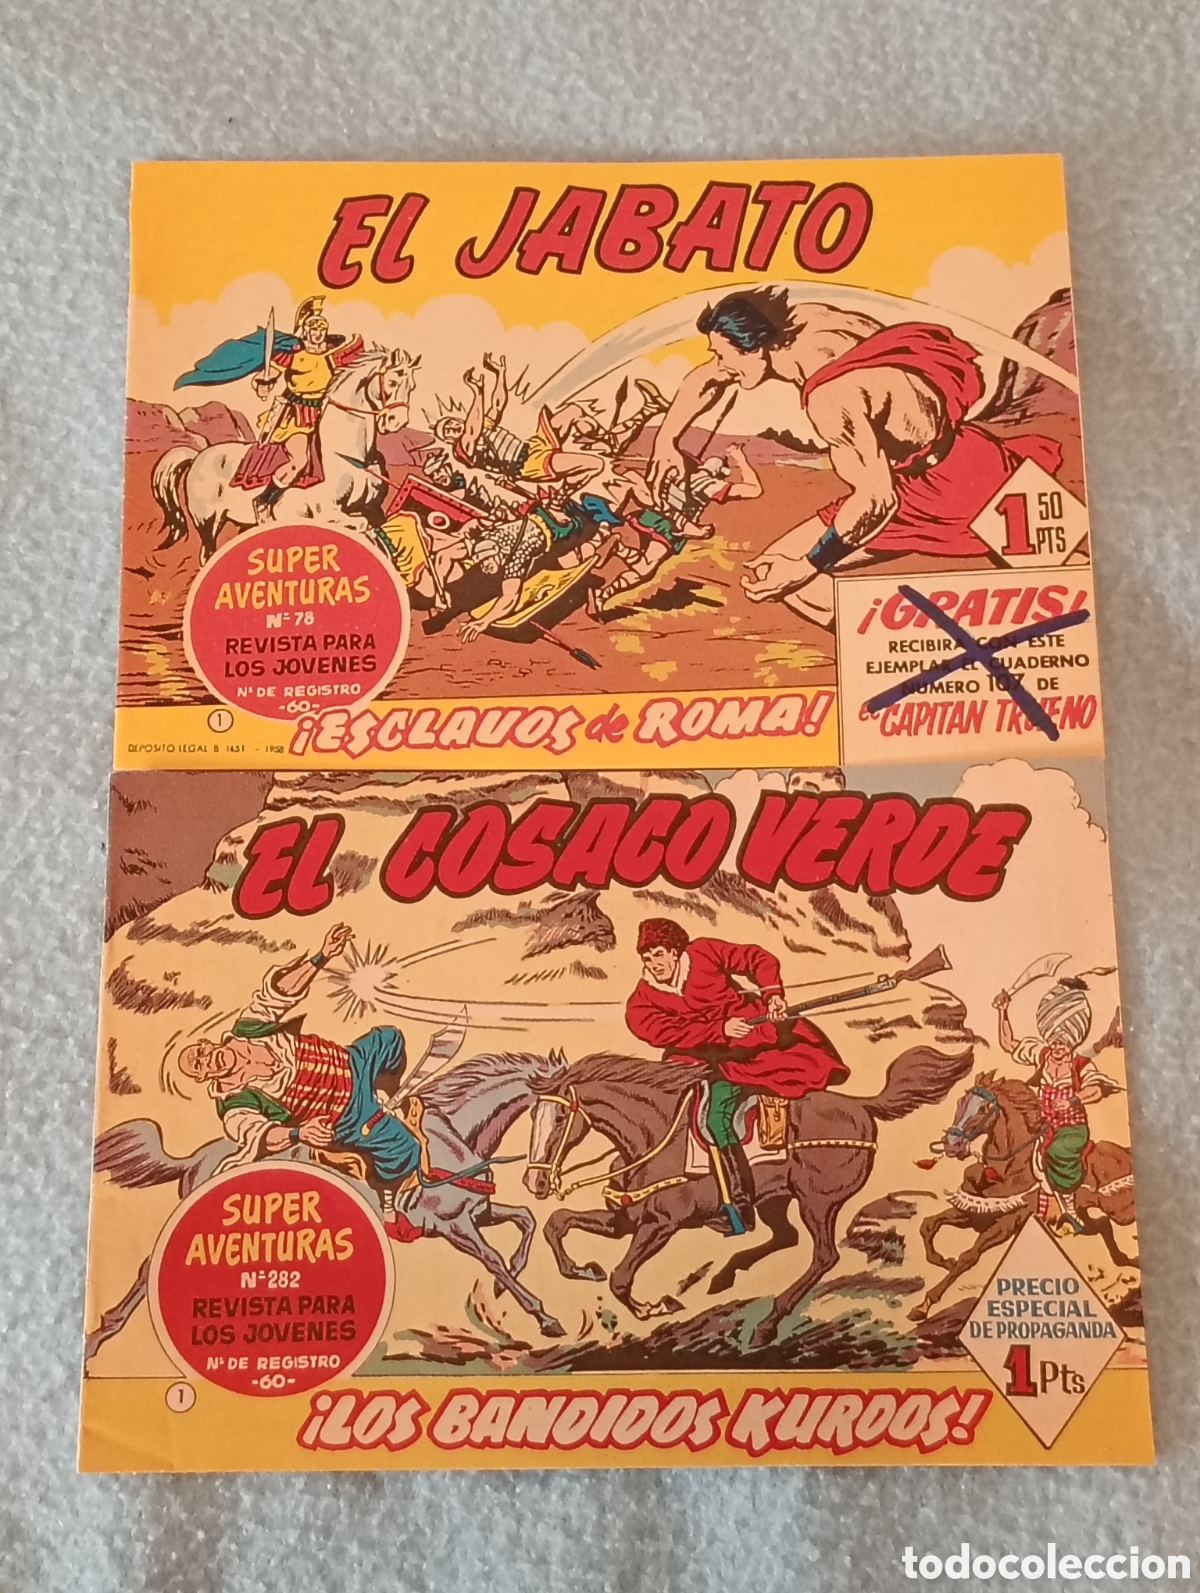 EL JABATO
1 50
PTS
SUPER
AVENTURAS
Nº 78
REVISTA PARA
LOS JOVENES
Nº DE REGISTRO
-60-
1
DEPOSITO LEGAL B 1451 - 1958
¡ESCLAVOS de ROMA!
¡GRATIS!
RECIBIRA CON ESTE
EJEMPLAR EL CUADERNO
NUMERO 107 DE
el CAPITAN TRUENO
EL COSACO VERDE
SUPER
AVENTURAS
Nº 282
REVISTA PARA
LOS JOVENES
Nº DE REGISTRO
-60-
1
¡LOS BANDIDOS KURDOS!
PRECIO
ESPECIAL
DE PROPAGANDA
1 Pts
todocoleccion